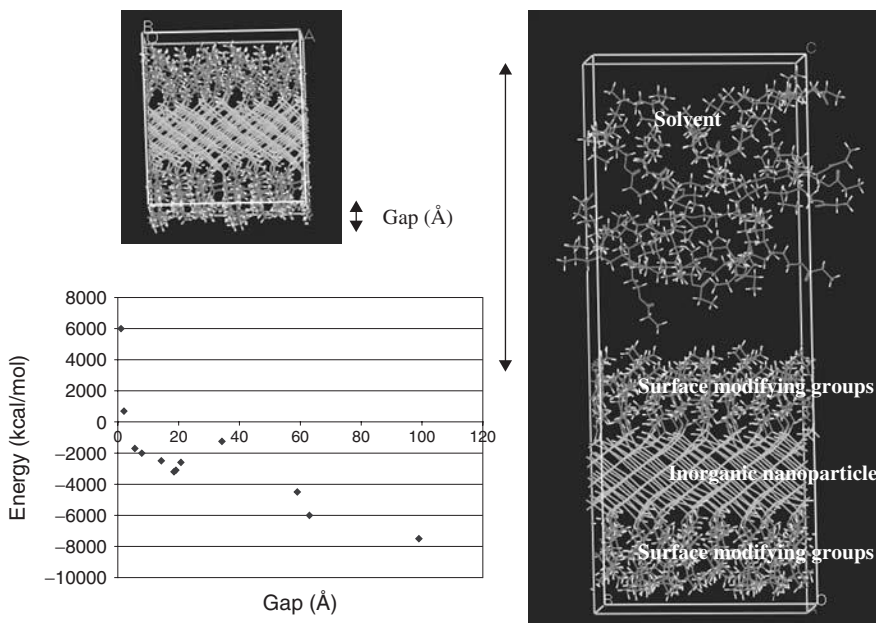 B
D
A
Gap (Å)
C
Solvent
Surface modifying groups
Inorganic nanoparticle
Surface modifying groups
B
D
8000
6000
4000
2000
0
−2000
−4000
−6000
−8000
−10000
0 20 40 60 80 100 120
Energy (kcal/mol)
Gap (Å)